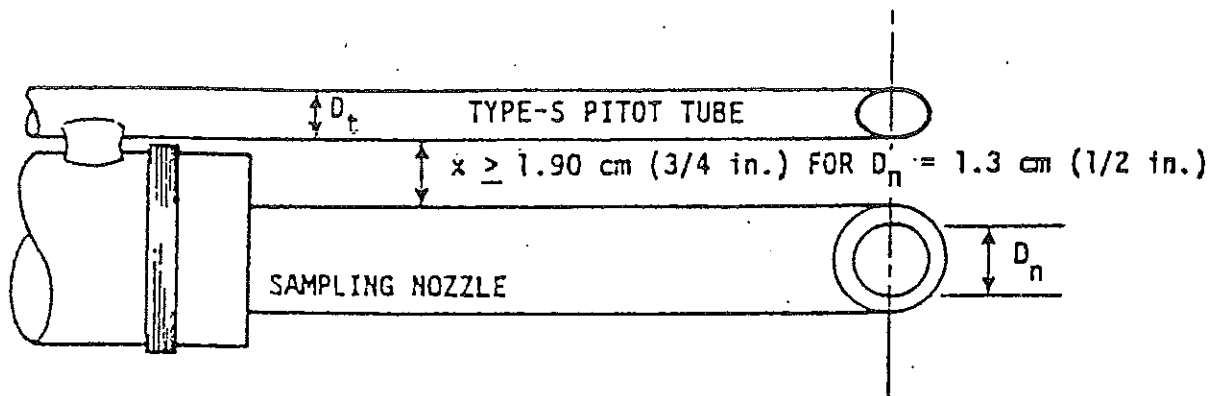 D_t TYPE-S PITOT TUBE
x ≥ 1.90 cm (3/4 in.) FOR D_n = 1.3 cm (1/2 in.)
D_n
SAMPLING NOZZLE